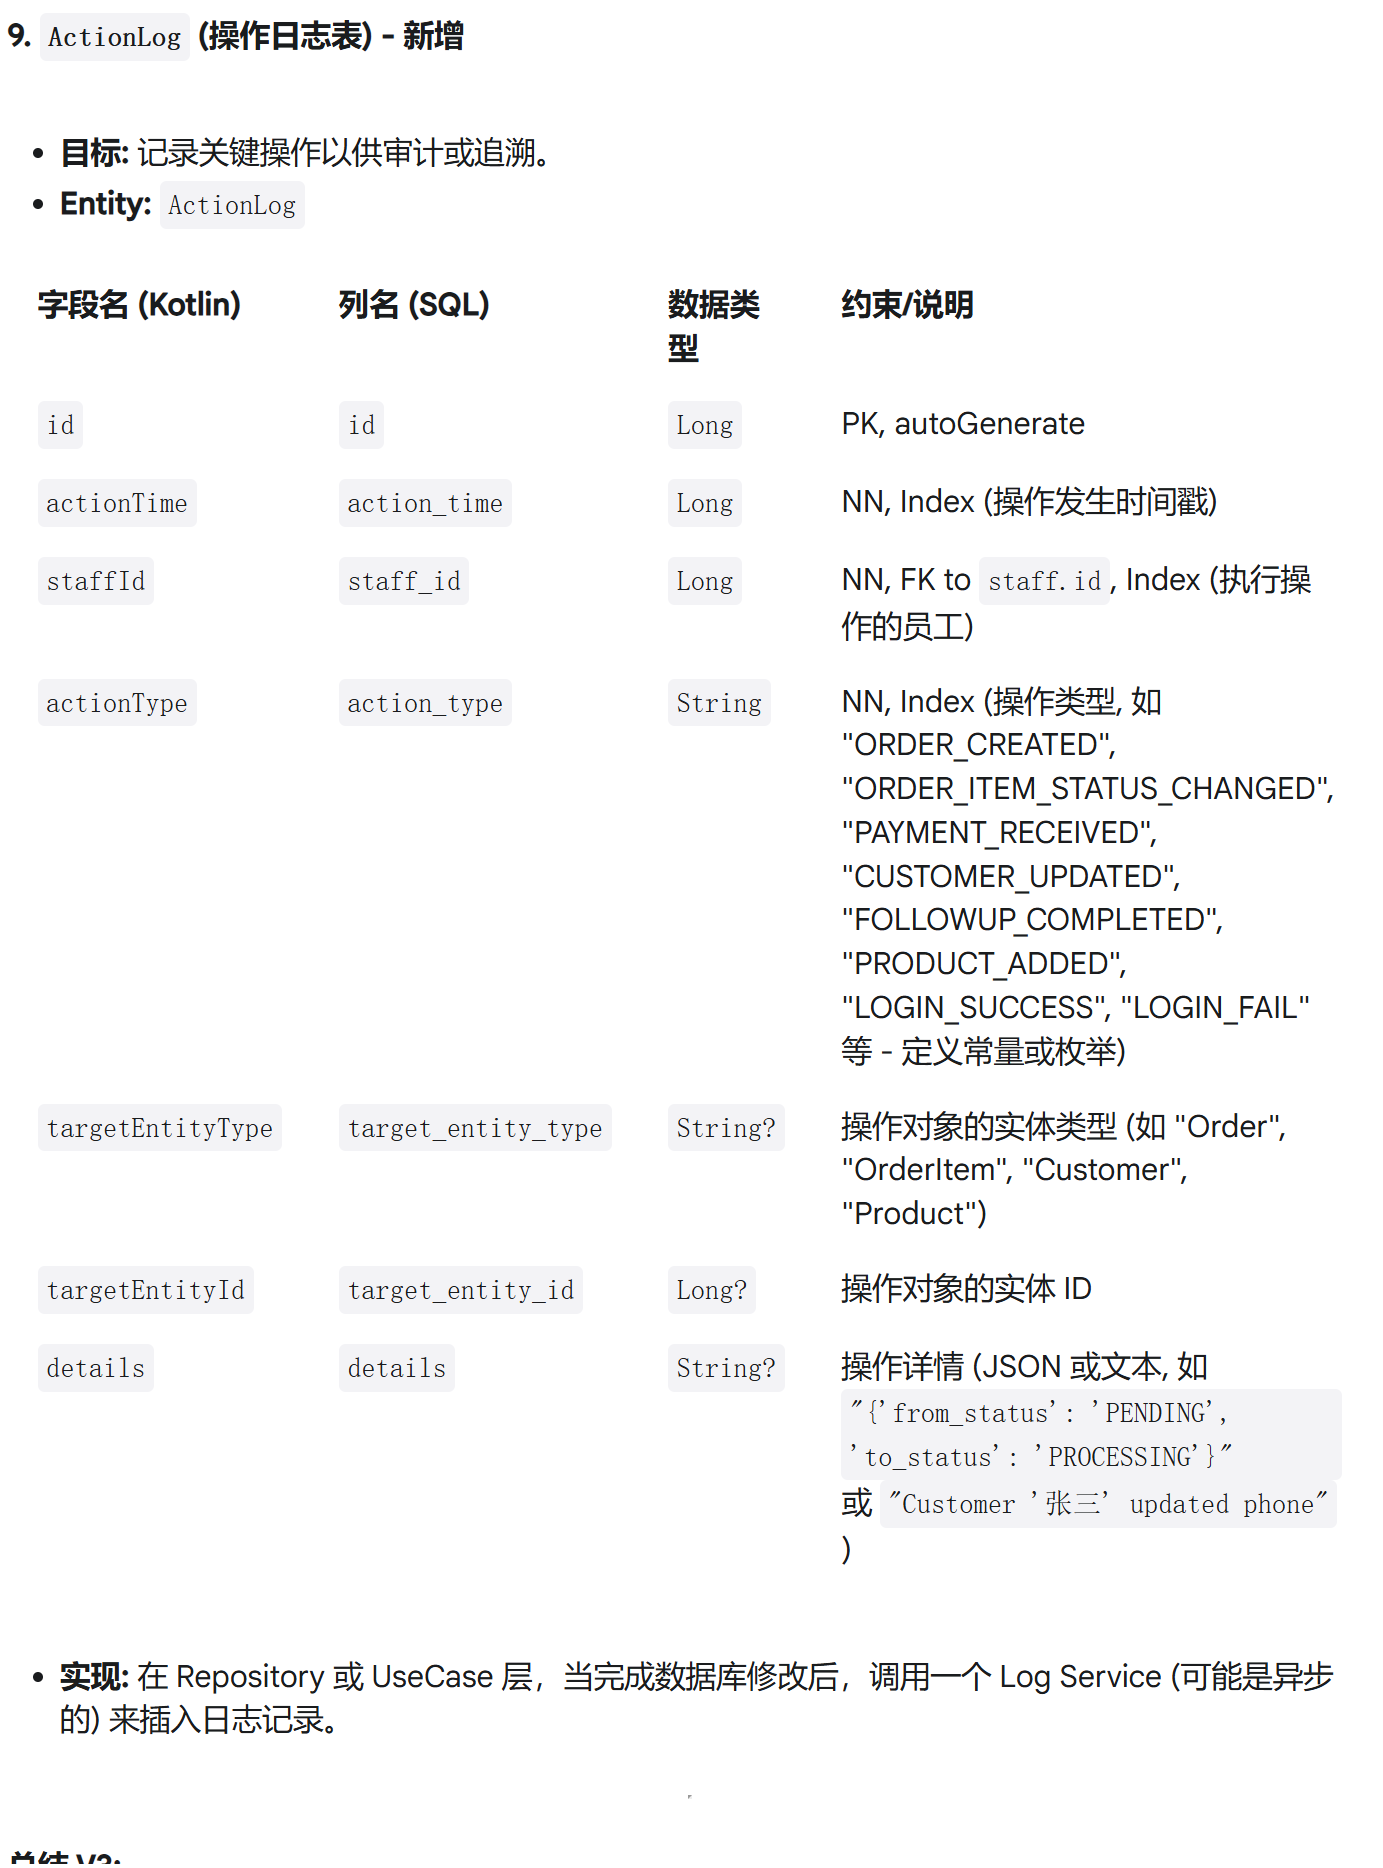 9. ActionLog (操作日志表) - 新增
目标: 记录关键操作以供审计或追溯。
Entity: ActionLog
字段名 (Kotlin) 列名 (SQL) 数据类型 约束/说明
id id Long PK, autoGenerate
actionTime action_time Long NN, Index (操作发生时间戳)
staffId staff_id Long NN, FK to staff.id, Index (执行操
作的员工)
actionType action_type String NN, Index (操作类型, 如
"ORDER_CREATED",
"ORDER_ITEM_STATUS_CHANGED",
"PAYMENT_RECEIVED",
"CUSTOMER_UPDATED",
"FOLLOWUP_COMPLETED",
"PRODUCT_ADDED",
"LOGIN_SUCCESS", "LOGIN_FAIL"
等 - 定义常量或枚举)
targetEntityType target_entity_type String? 操作对象的实体类型 (如 "Order",
"OrderItem", "Customer",
"Product")
targetEntityId target_entity_id Long? 操作对象的实体 ID
details details String? 操作详情 (JSON 或文本, 如
"{'from_status': 'PENDING',
'to_status': 'PROCESSING'}"
或 "Customer '张三' updated phone"
)
实现: 在 Repository 或 UseCase 层，当完成数据库修改后，调用一个 Log Service (可能是异步
的) 来插入日志记录。
总结 V3: